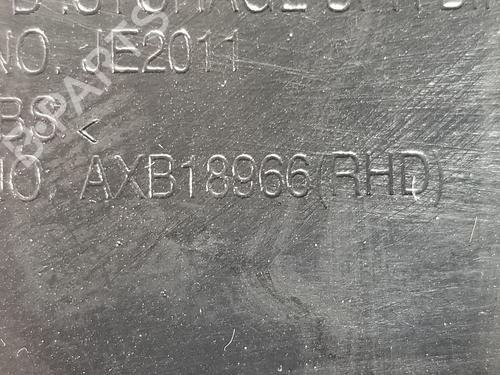 NO. JE2011
BS <
NO. AXB18966(RHD)